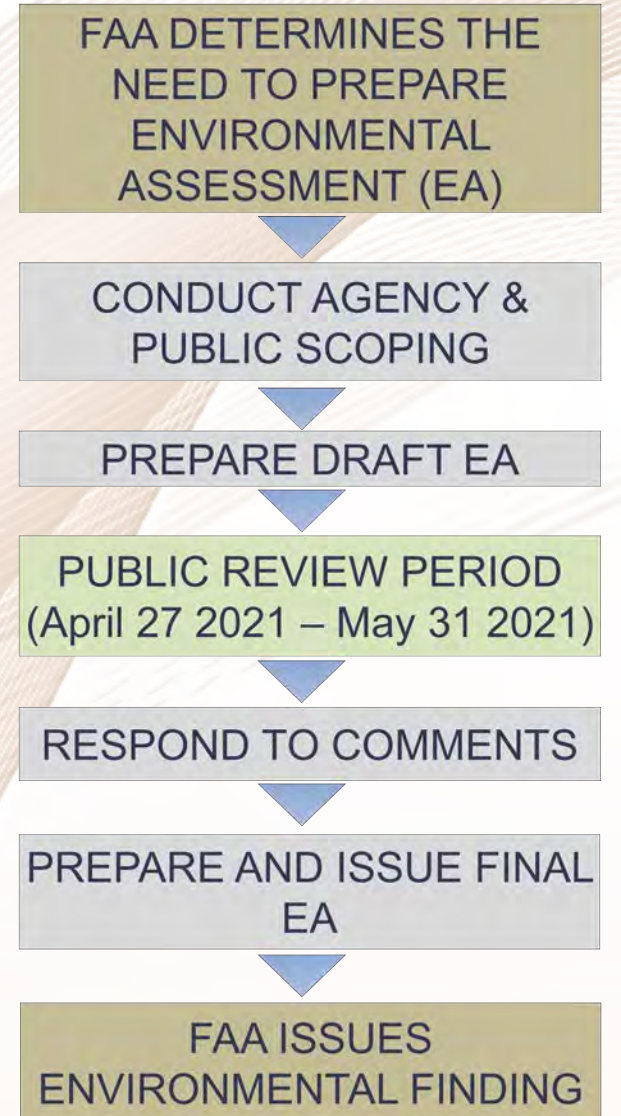 FAA DETERMINES THE
NEED TO PREPARE
ENVIRONMENTAL
ASSESSMENT (EA)
CONDUCT AGENCY &
PUBLIC SCOPING
PREPARE DRAFT EA
PUBLIC REVIEW PERIOD
(April 27 2021 – May 31 2021)
RESPOND TO COMMENTS
PREPARE AND ISSUE FINAL
EA
FAA ISSUES
ENVIRONMENTAL FINDING